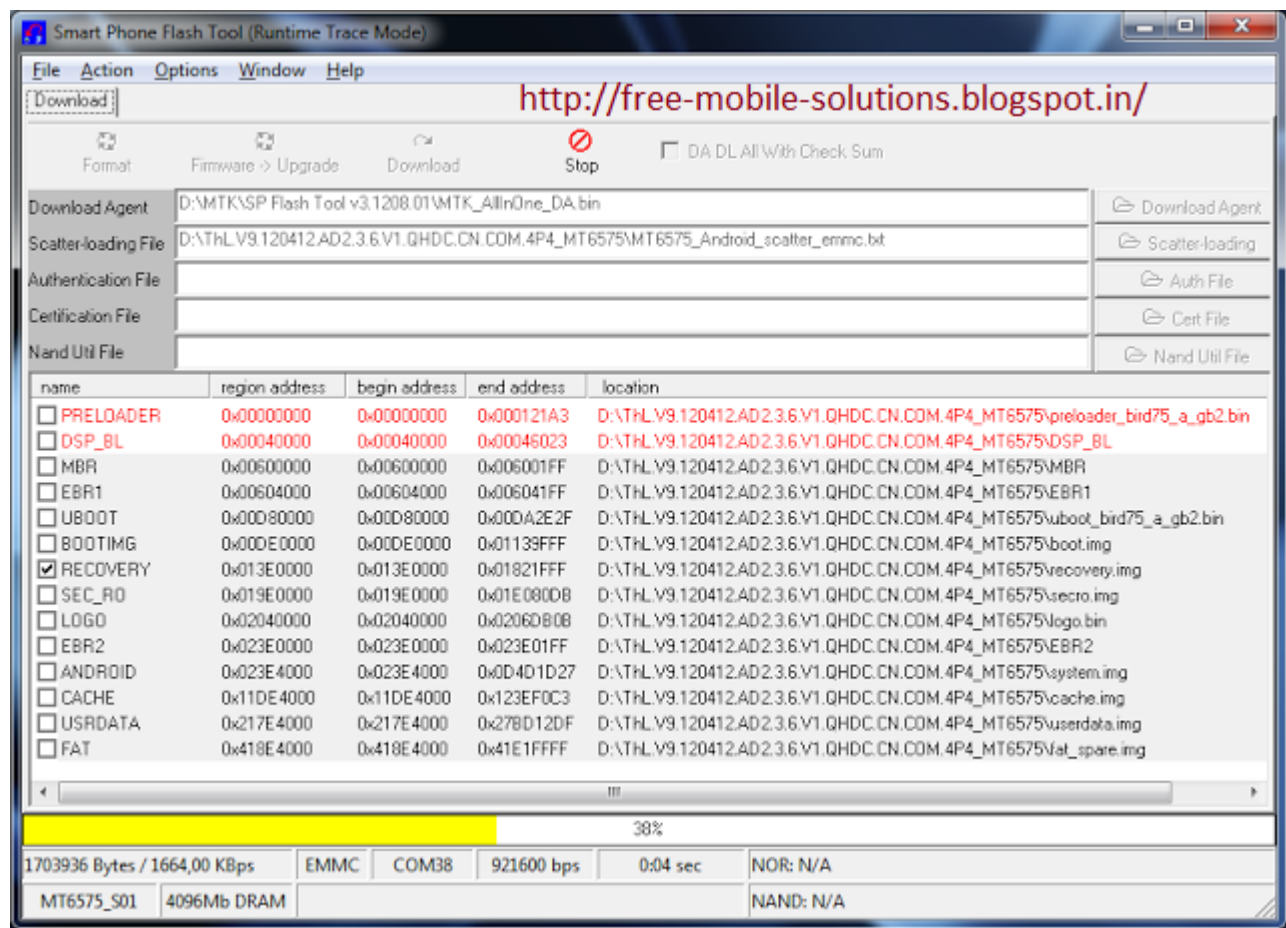 Smart Phone Flash Tool (Runtime Trace Mode)
File Action Options Window Help
http://free-mobile-solutions.blogspot.in/
Download
Format Firmware -> Upgrade Download Stop DA DL All With Check Sum
Download Agent D:\MTK\SP Flash Tool v3.1208.01\MTK_AllInOne_DA.bin Download Agent
Scatter-loading File D:\ThL.V9.120412.AD2.3.6.V1.QHDC.CN.COM.4P4_MT6575\MT6575_Android_scatter_emmc.txt Scatter-loading
Authentication File Auth File
Certification File Cert File
Nand Util File Nand Util File
name region address begin address end address location
PRELOADER 0x00000000 0x00000000 0x000121A3 D:\ThL.V9.120412.AD2.3.6.V1.QHDC.CN.COM.4P4_MT6575\preloader_bird75_a_gb2.bin
DSP_BL 0x00040000 0x00040000 0x00046023 D:\ThL.V9.120412.AD2.3.6.V1.QHDC.CN.COM.4P4_MT6575\DSP_BL
MBR 0x00600000 0x00600000 0x006001FF D:\ThL.V9.120412.AD2.3.6.V1.QHDC.CN.COM.4P4_MT6575\MBR
EBR1 0x00604000 0x00604000 0x006041FF D:\ThL.V9.120412.AD2.3.6.V1.QHDC.CN.COM.4P4_MT6575\EBR1
UBOOT 0x00D80000 0x00D80000 0x00DA2E2F D:\ThL.V9.120412.AD2.3.6.V1.QHDC.CN.COM.4P4_MT6575\uboot_bird75_a_gb2.bin
BOOTIMG 0x00DE0000 0x00DE0000 0x01139FFF D:\ThL.V9.120412.AD2.3.6.V1.QHDC.CN.COM.4P4_MT6575\boot.img
RECOVERY 0x013E0000 0x013E0000 0x01821FFF D:\ThL.V9.120412.AD2.3.6.V1.QHDC.CN.COM.4P4_MT6575\recovery.img
SEC_RO 0x019E0000 0x019E0000 0x01E080DB D:\ThL.V9.120412.AD2.3.6.V1.QHDC.CN.COM.4P4_MT6575\secro.img
LOGO 0x02040000 0x02040000 0x0206DB0B D:\ThL.V9.120412.AD2.3.6.V1.QHDC.CN.COM.4P4_MT6575\logo.bin
EBR2 0x023E0000 0x023E0000 0x023E01FF D:\ThL.V9.120412.AD2.3.6.V1.QHDC.CN.COM.4P4_MT6575\EBR2
ANDROID 0x023E4000 0x023E4000 0x0D4D1D27 D:\ThL.V9.120412.AD2.3.6.V1.QHDC.CN.COM.4P4_MT6575\system.img
CACHE 0x11DE4000 0x11DE4000 0x123EF0C3 D:\ThL.V9.120412.AD2.3.6.V1.QHDC.CN.COM.4P4_MT6575\cache.img
USRDATA 0x217E4000 0x217E4000 0x27BD12DF D:\ThL.V9.120412.AD2.3.6.V1.QHDC.CN.COM.4P4_MT6575\userdata.img
FAT 0x418E4000 0x418E4000 0x41E1FFFF D:\ThL.V9.120412.AD2.3.6.V1.QHDC.CN.COM.4P4_MT6575\fat_spare.img
38%
1703936 Bytes / 1664,00 KBps EMMC COM38 921600 bps 0:04 sec NOR: N/A
MT6575_S01 4096Mb DRAM NAND: N/A